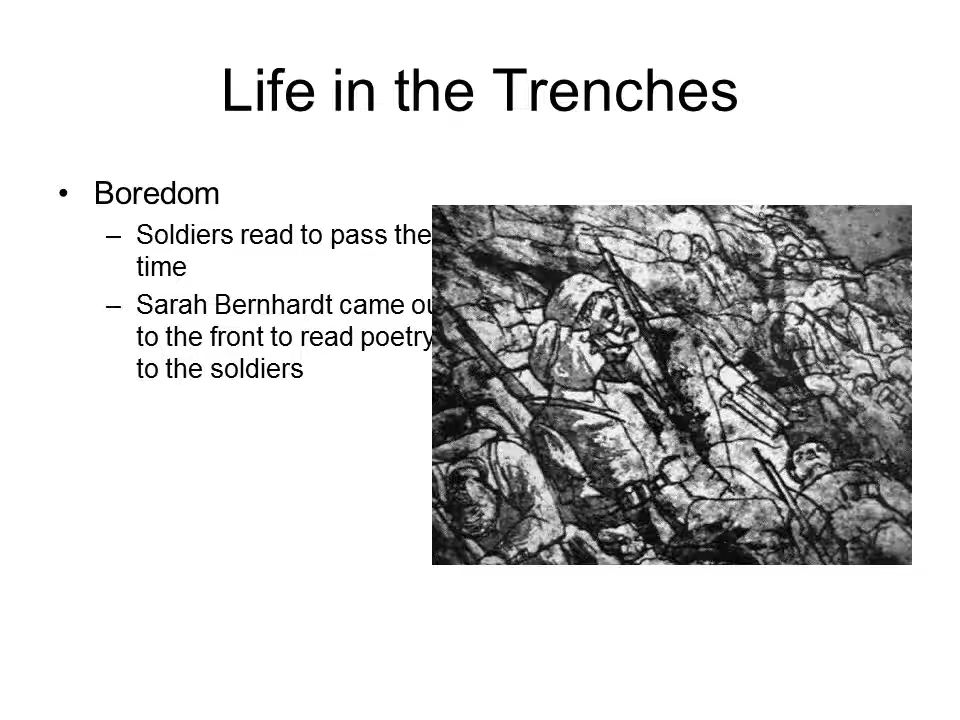 Life in the Trenches
• Boredom
– Soldiers read to pass the
time
– Sarah Bernhardt came ou
to the front to read poetry
to the soldiers